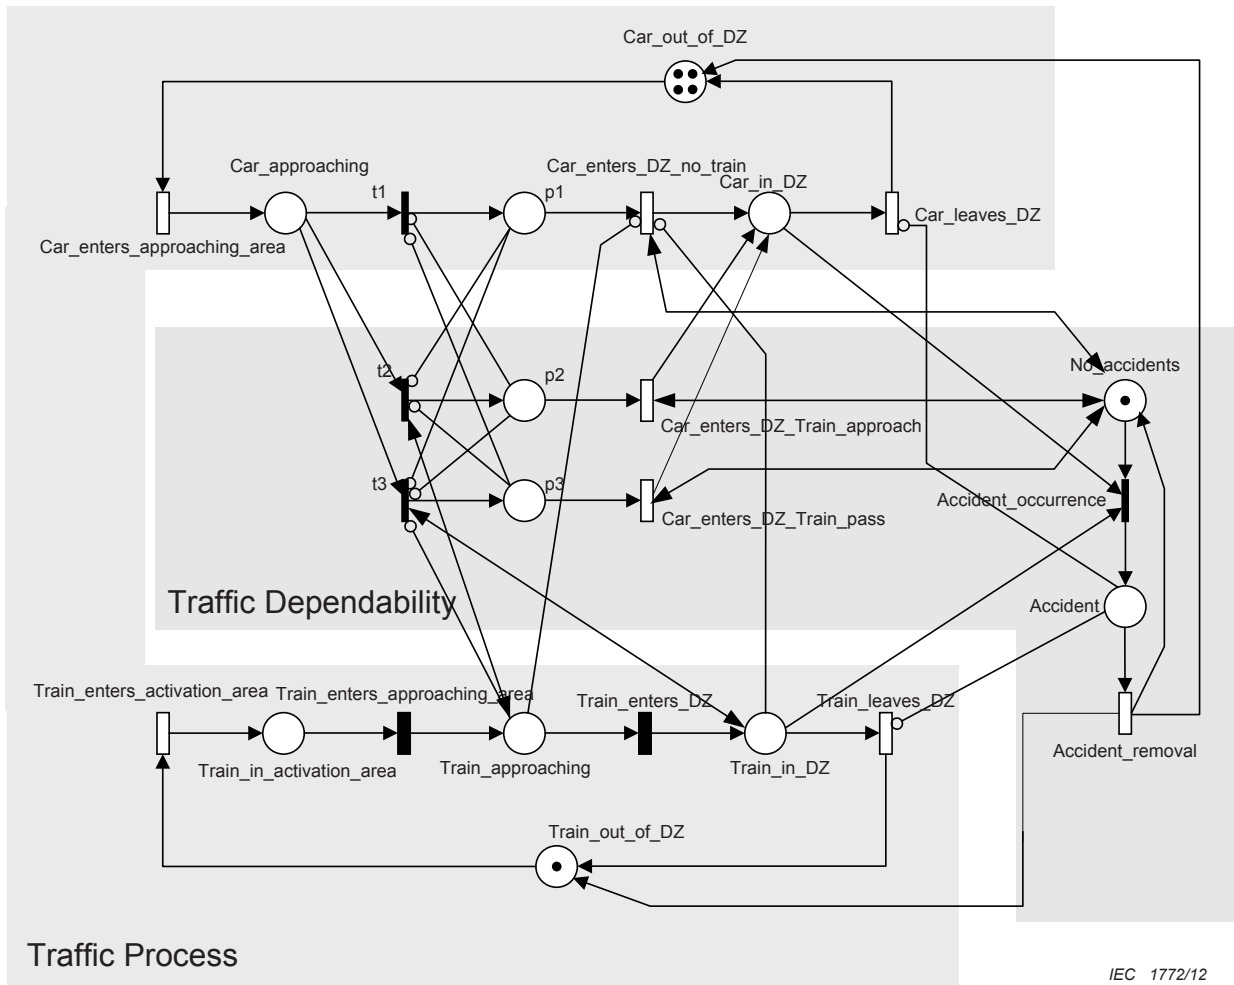 Car_out_of_DZ
Car_approaching
Car_enters_DZ_no_train
t1
p1
Car_in_DZ
Car_enters_approaching_area
Car_leaves_DZ
t2
p2
No_accidents
Car_enters_DZ_Train_approach
t3
p3
Car_enters_DZ_Train_pass
Accident_occurrence
Traffic Dependability
Accident
Train_enters_activation_area
Train_enters_approaching_area
Train_enters_DZ
Train_leaves_DZ
Train_in_activation_area
Train_approaching
Train_in_DZ
Accident_removal
Train_out_of_DZ
Traffic Process
IEC 1772/12